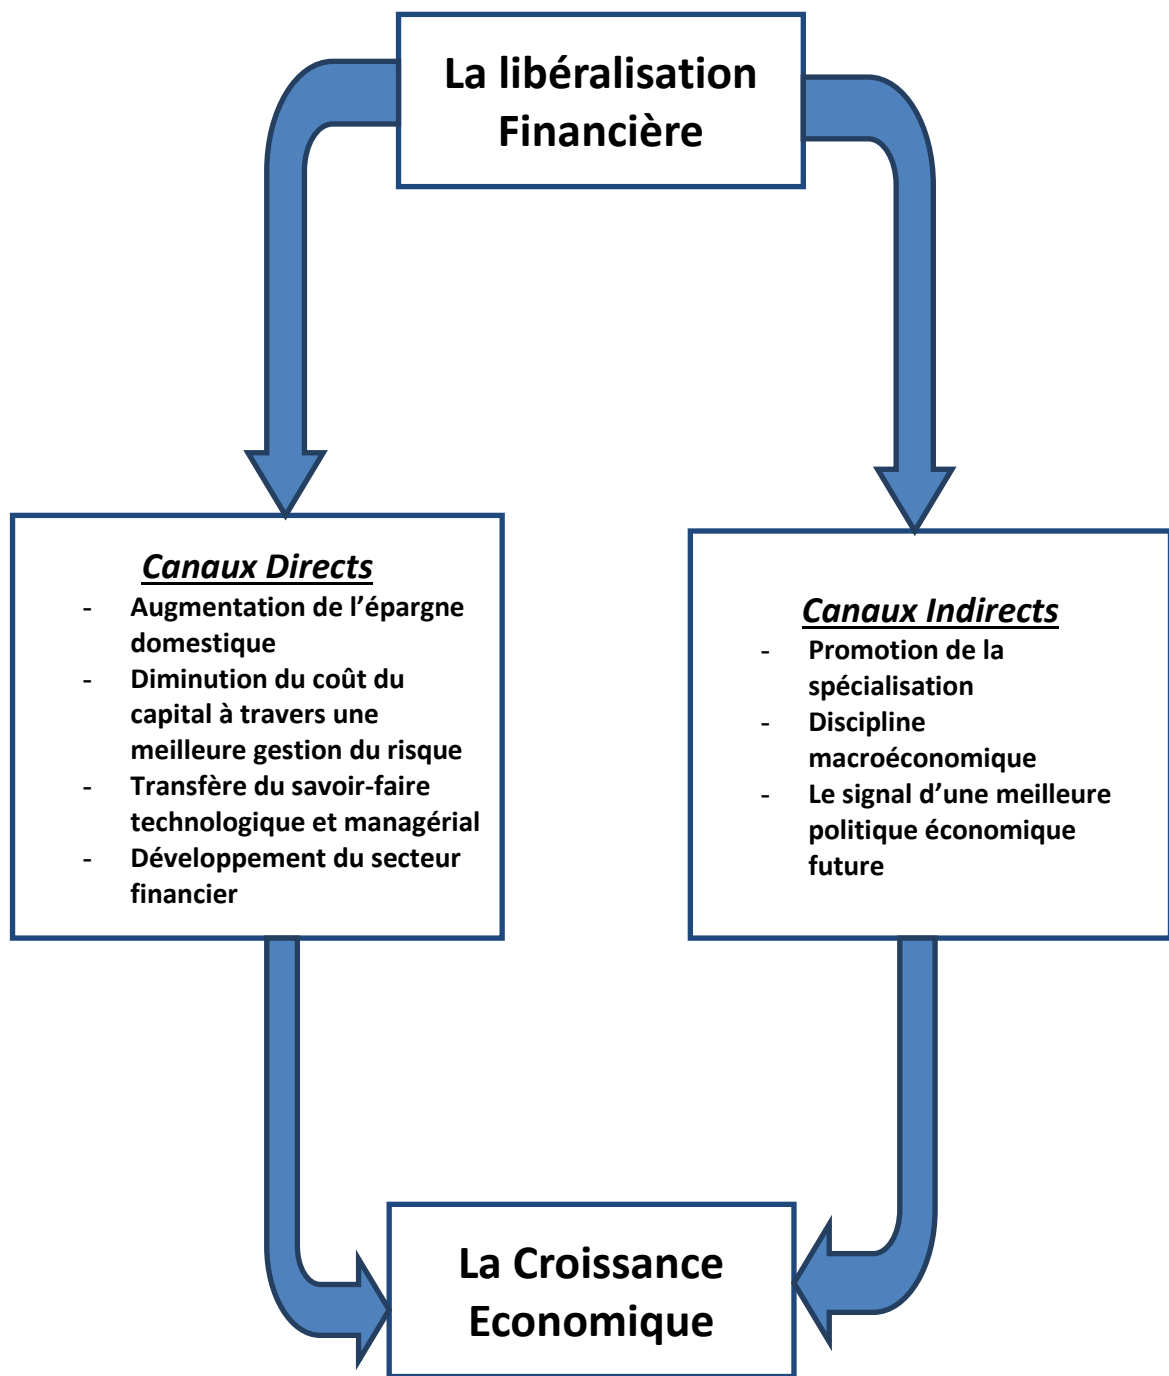 La libéralisation
Financière
Canaux Directs
- Augmentation de l’épargne
domestique
- Diminution du coût du
capital à travers une
meilleure gestion du risque
- Transfère du savoir-faire
technologique et managérial
- Développement du secteur
financier
Canaux Indirects
- Promotion de la
spécialisation
- Discipline
macroéconomique
- Le signal d’une meilleure
politique économique
future
La Croissance
Economique